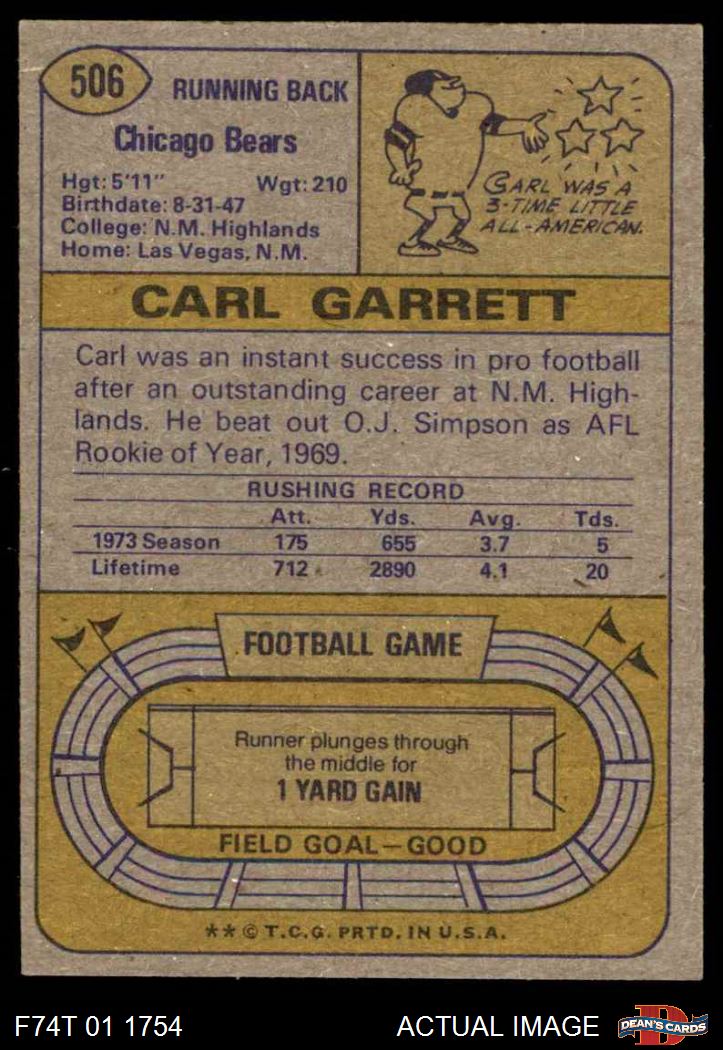 506
RUNNING BACK
Chicago Bears
Hgt: 5'11" Wgt: 210
Birthdate: 8-31-47
College: N.M. Highlands
Home: Las Vegas, N.M.
CARL WAS A
3-TIME LITTLE
ALL-AMERICAN.
CARL GARRETT
Carl was an instant success in pro football
after an outstanding career at N.M. High-
lands. He beat out O.J. Simpson as AFL
Rookie of Year, 1969.
RUSHING RECORD
Att. Yds. Avg. Tds.
1973 Season 175 655 3.7 5
Lifetime 712 2890 4.1 20
FOOTBALL GAME
Runner plunges through
the middle for
1 YARD GAIN
FIELD GOAL—GOOD
** © T.C.G. PRTD. IN U.S.A.
F74T 01 1754 ACTUAL IMAGE D DEAN'S CARDS